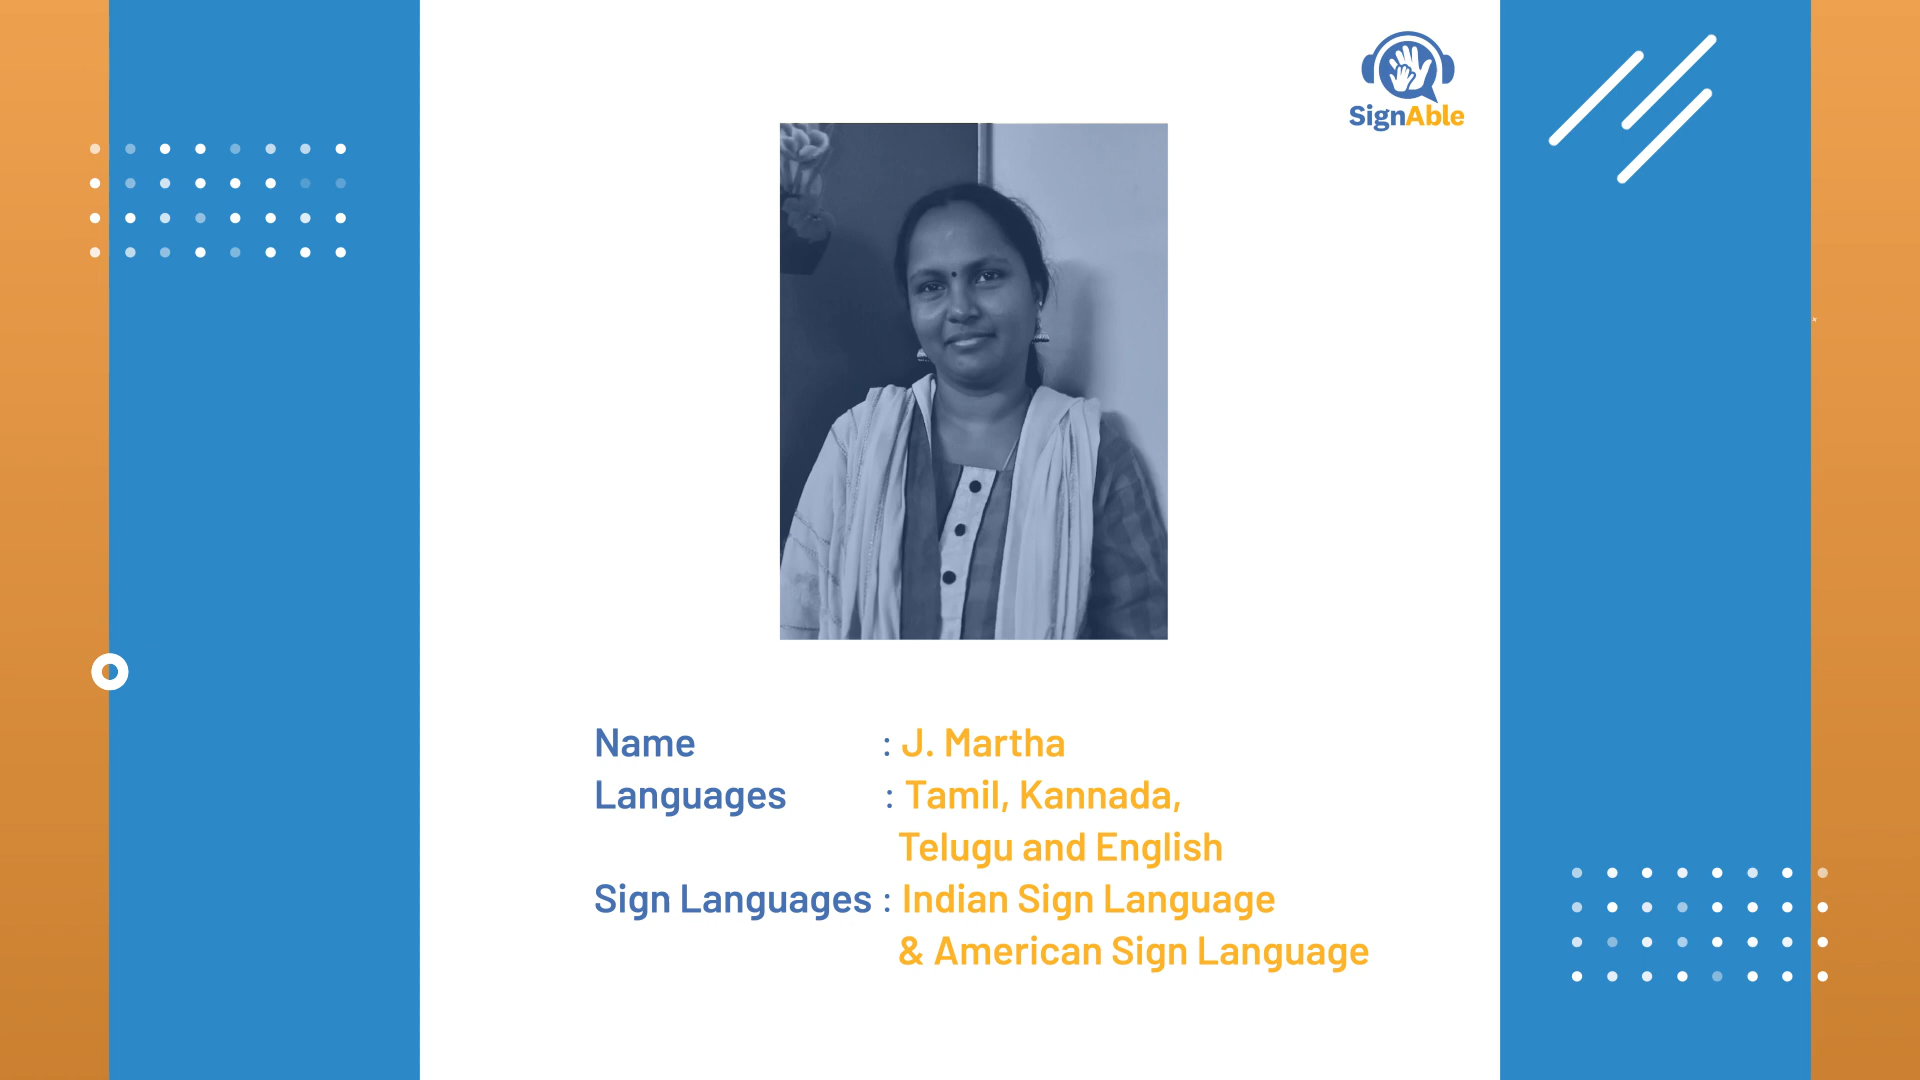 SignAble
Name : J. Martha
Languages : Tamil, Kannada,
Telugu and English
Sign Languages : Indian Sign Language
& American Sign Language